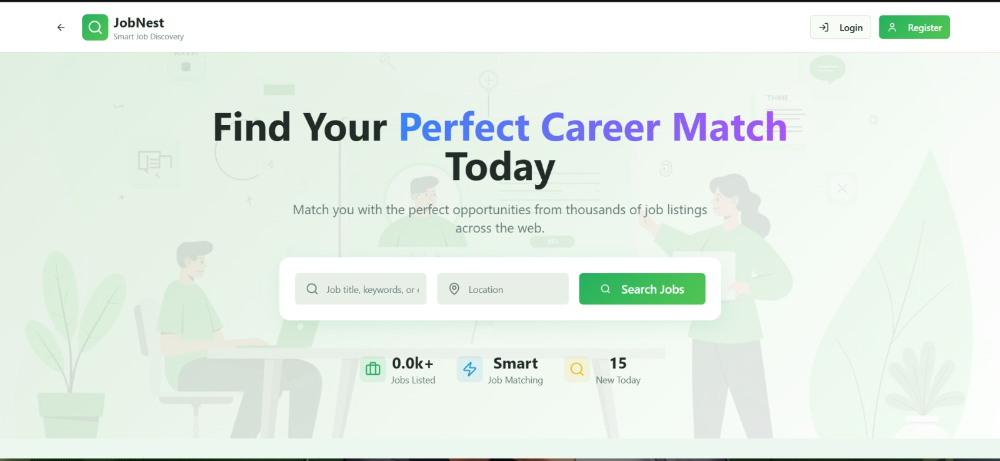 JobNest
Smart Job Discovery
Login
Register
Find Your Perfect Career Match
Today
Match you with the perfect opportunities from thousands of job listings
across the web.
Job title, keywords, or
Location
Search Jobs
0.0k+
Jobs Listed
Smart
Job Matching
15
New Today